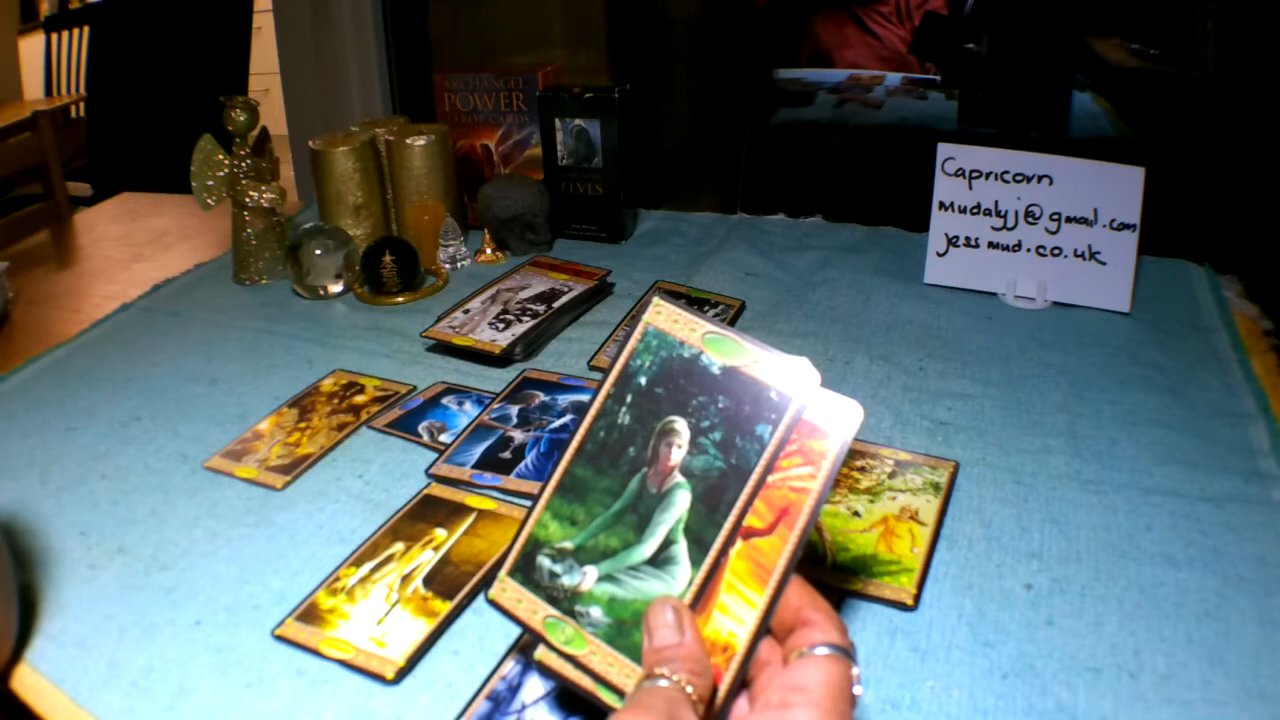 ARCHANGEL
POWER
TAROT CARDS
ELVES
Capricorn
mudalyj@gmail.com
jessmud.co.uk